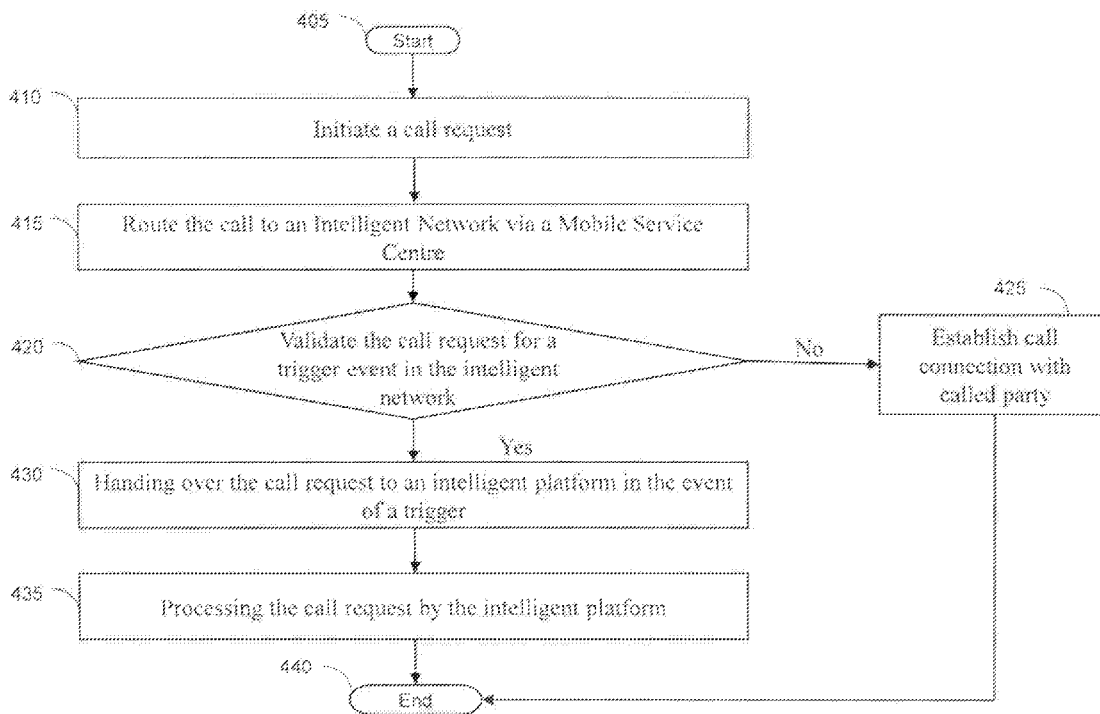 405
Start
410
Initiate a call request
415
Route the call to an Intelligent Network via a Mobile Service
Centre
420
Validate the call request for a
trigger event in the intelligent
network
No
425
Establish call
connection with
called party
Yes
430
Handing over the call request to an intelligent platform in the event
of a trigger
435
Processing the call request by the intelligent platform
440
End